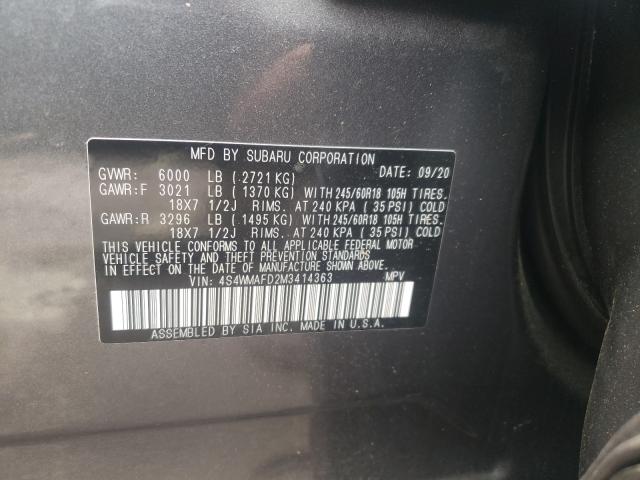 MFD BY SUBARU CORPORATION
GVWR: 6000 LB ( 2721 KG) DATE: 09/20
GAWR:F 3021 LB ( 1370 KG) WITH 245/60R18 105H TIRES.
18X7 1/2J RIMS. AT 240 KPA ( 35 PSI) COLD
GAWR:R 3296 LB ( 1495 KG) WITH 245/60R18 105H TIRES.
18X7 1/2J RIMS. AT 240 KPA ( 35 PSI) COLD
THIS VEHICLE CONFORMS TO ALL APPLICABLE FEDERAL MOTOR
VEHICLE SAFETY AND THEFT PREVENTION STANDARDS
IN EFFECT ON THE DATE OF MANUFACTURE SHOWN ABOVE.
VIN: 4S4WMAFD2M3414363 MPV
ASSEMBLED BY SIA INC. MADE IN U.S.A.